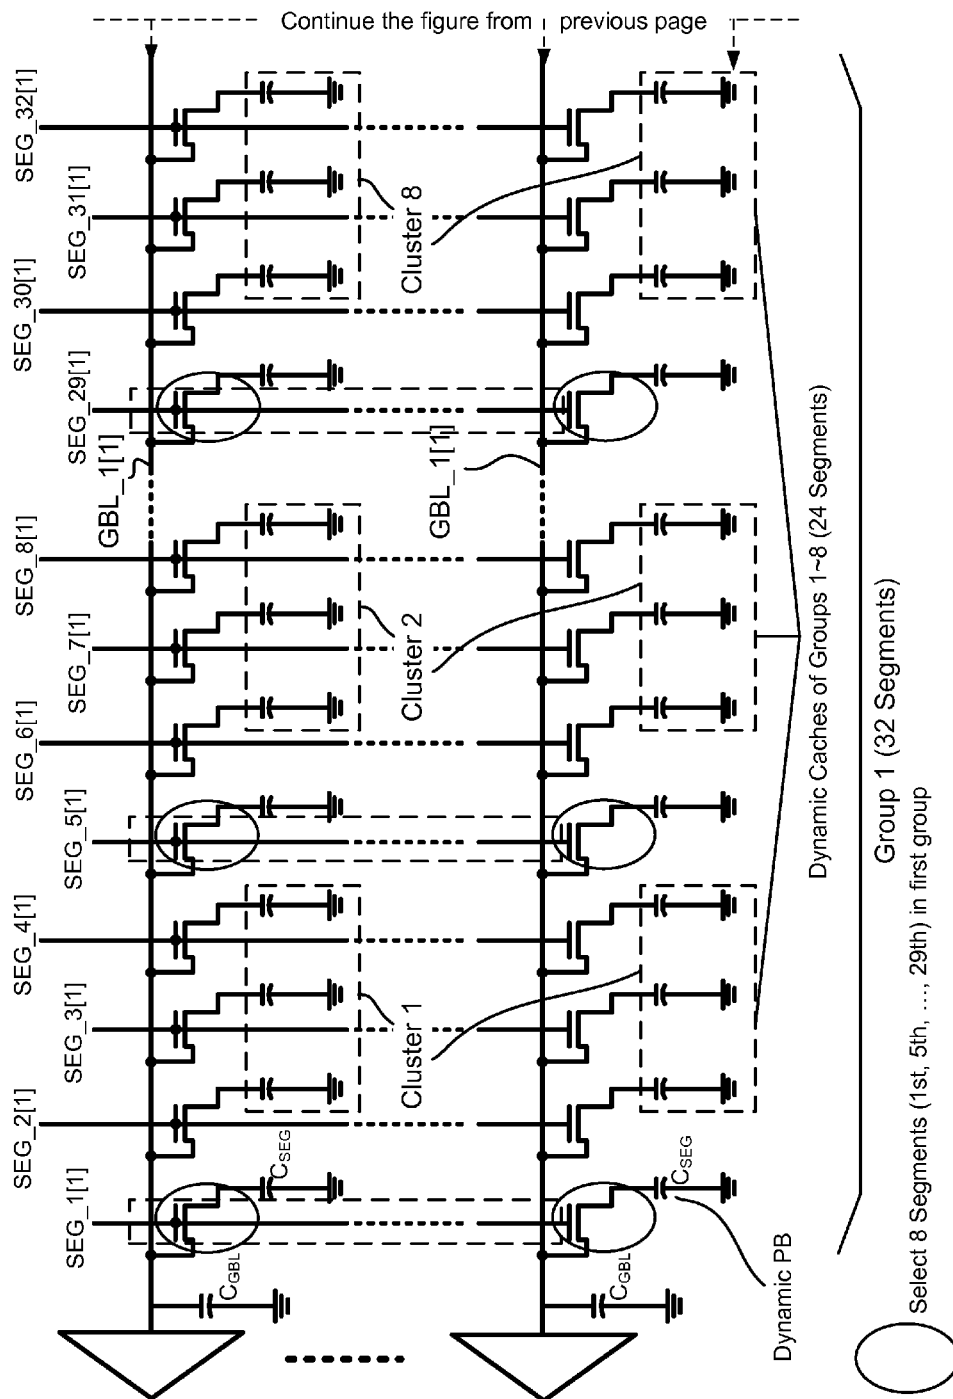 Continue the figure from previous page
SEG_1[1]
SEG_2[1]
SEG_3[1]
SEG_4[1]
SEG_5[1]
SEG_6[1]
SEG_7[1]
SEG_8[1]
SEG_29[1]
SEG_30[1]
SEG_31[1]
SEG_32[1]
GBL_1[1]
CGBL
CSEG
Cluster 1
Cluster 2
Cluster 8
GBL_1[1]
CGBL
CSEG
Dynamic PB
Dynamic Caches of Groups 1~8 (24 Segments)
Group 1 (32 Segments)
Select 8 Segments (1st, 5th, ..., 29th) in first group